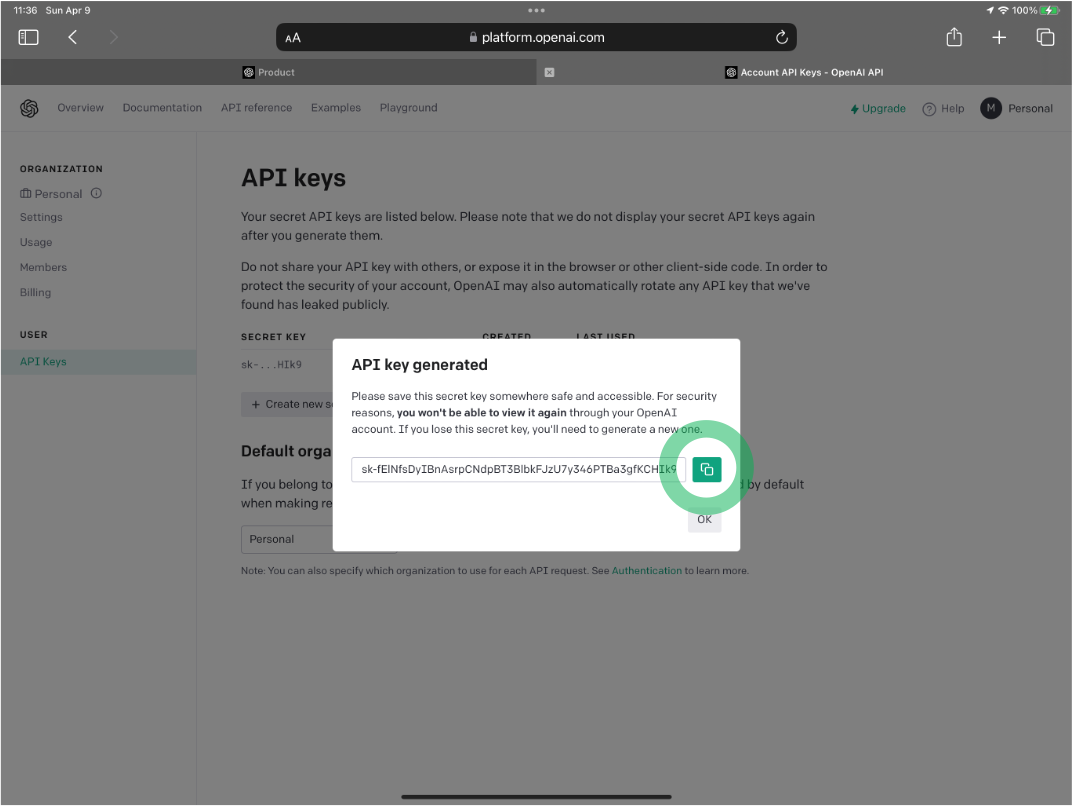 11:36 Sun Apr 9
100%
AA platform.openai.com
Product
Account API Keys - OpenAI API
Overview Documentation API reference Examples Playground
Upgrade Help M Personal
ORGANIZATION
Personal
Settings
Usage
Members
Billing
USER
API Keys
API keys
Your secret API keys are listed below. Please note that we do not display your secret API keys again
after you generate them.
Do not share your API key with others, or expose it in the browser or other client-side code. In order to
protect the security of your account, OpenAI may also automatically rotate any API key that we've
found has leaked publicly.
SECRET KEY CREATED LAST USED
sk-...HIk9
+ Create new
Default
If you belong to by default
when making
Personal
Note: You can also specify which organization to use for each API request. See Authentication to learn more.
API key generated
Please save this secret key somewhere safe and accessible. For security
reasons, you won't be able to view it again through your OpenAI
account. If you lose this secret key, you'll need to generate a new one.
OK